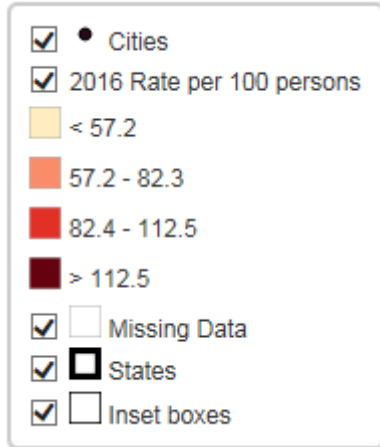 Cities
2016 Rate per 100 persons
< 57.2
57.2 - 82.3
82.4 - 112.5
> 112.5
Missing Data
States
Inset boxes